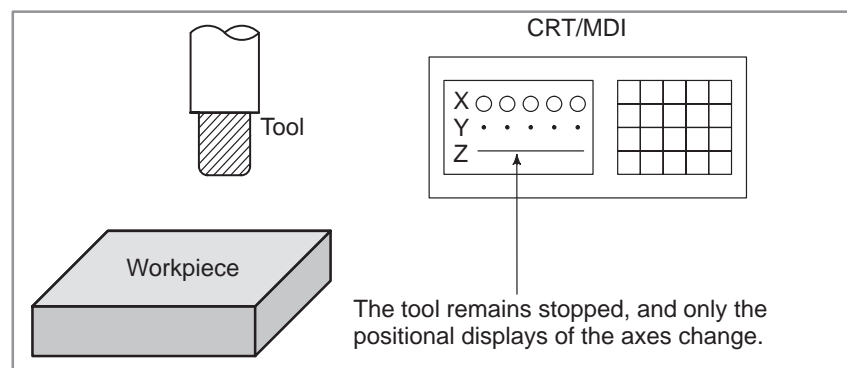 CRT/MDI
Tool
X
Y
Z
Workpiece
The tool remains stopped, and only the
positional displays of the axes change.